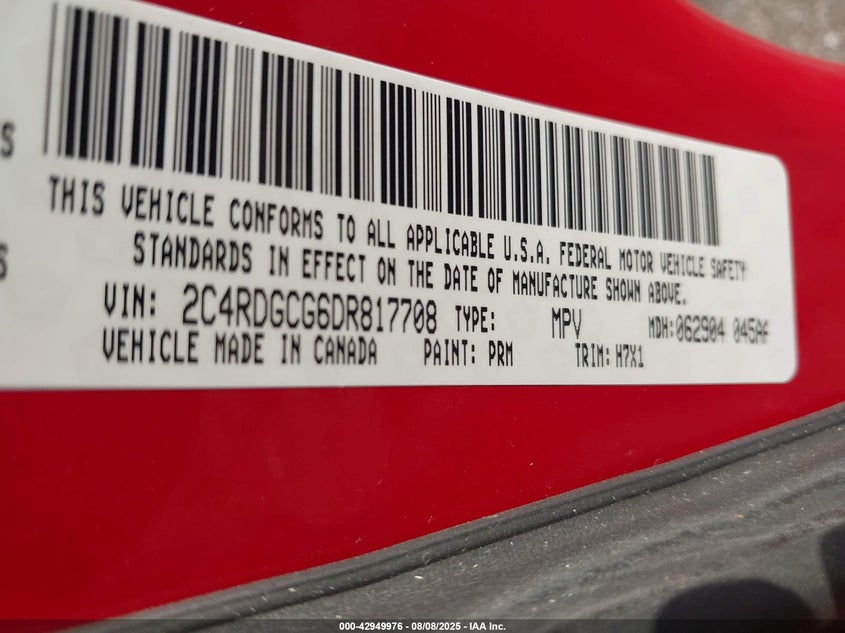 S
THIS VEHICLE CONFORMS TO ALL APPLICABLE U.S.A. FEDERAL MOTOR VEHICLE SAFETY
S
STANDARDS IN EFFECT ON THE DATE OF MANUFACTURE SHOWN ABOVE.
VIN: 2C4RDGCG6DR817708 TYPE: MPV MDH:062904 045AF
VEHICLE MADE IN CANADA PAINT: PRM TRIM: H7X1
000-42949976 - 08/08/2025 - IAA Inc.